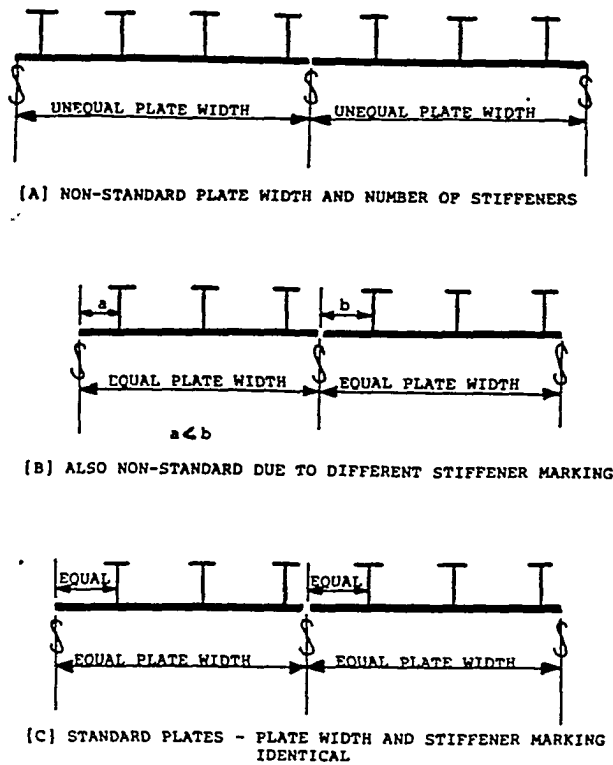 UNEQUAL PLATE WIDTH UNEQUAL PLATE WIDTH
[A] NON-STANDARD PLATE WIDTH AND NUMBER OF STIFFENERS
a b
EQUAL PLATE WIDTH EQUAL PLATE WIDTH
a<b
[B] ALSO NON-STANDARD DUE TO DIFFERENT STIFFENER MARKING
EQUAL EQUAL
EQUAL PLATE WIDTH EQUAL PLATE WIDTH
[C] STANDARD PLATES - PLATE WIDTH AND STIFFENER MARKING
IDENTICAL